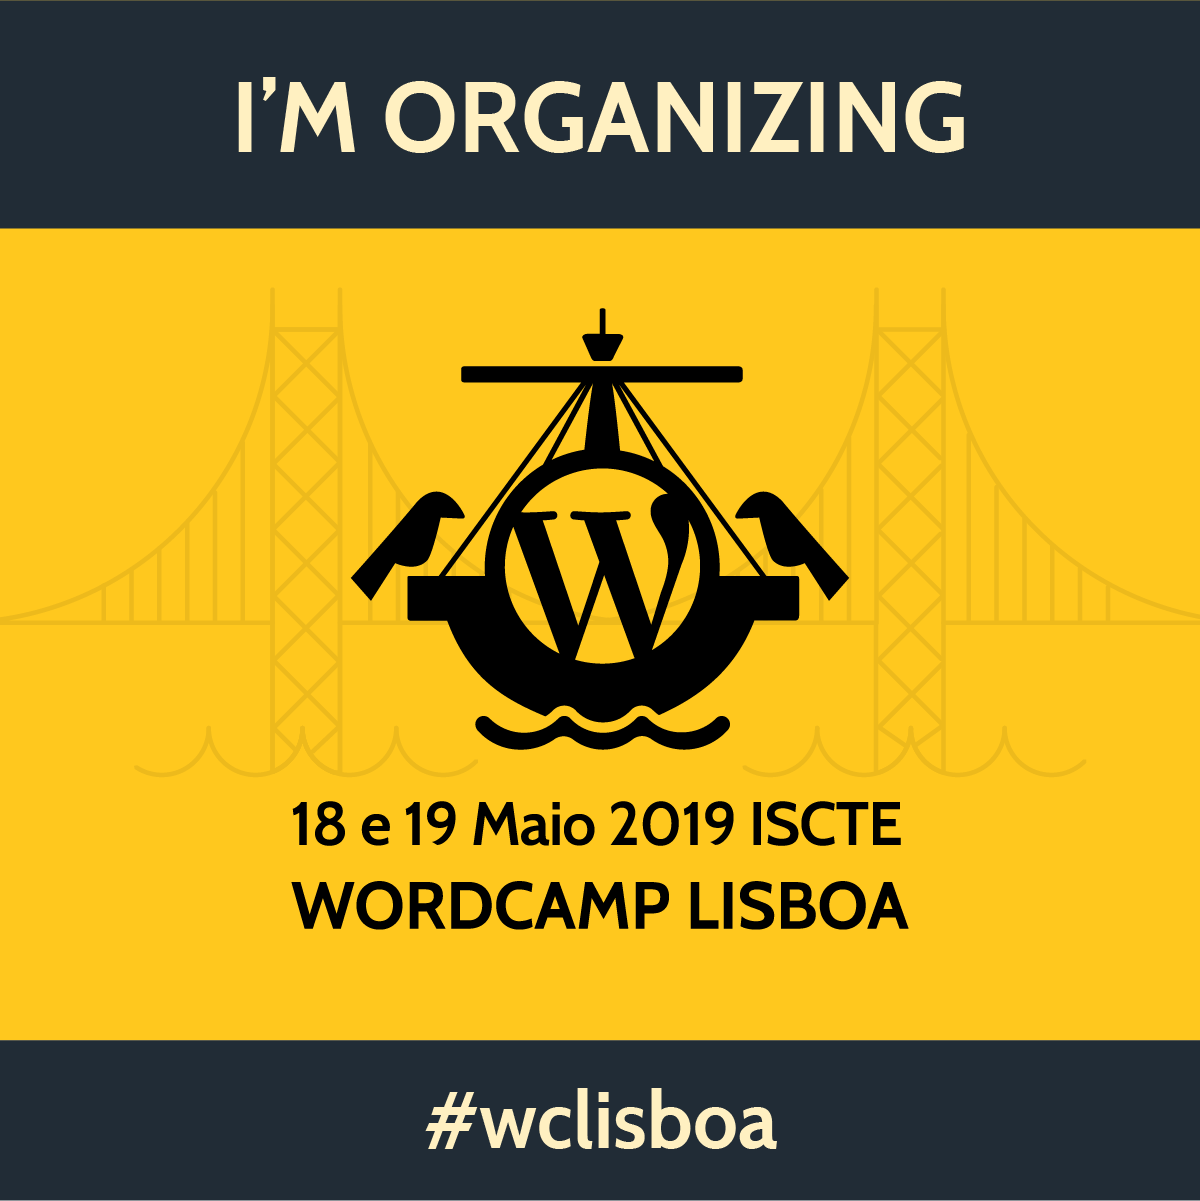 I’M ORGANIZING
W
18 e 19 Maio 2019 ISCTE
WORDCAMP LISBOA
#wclisboa